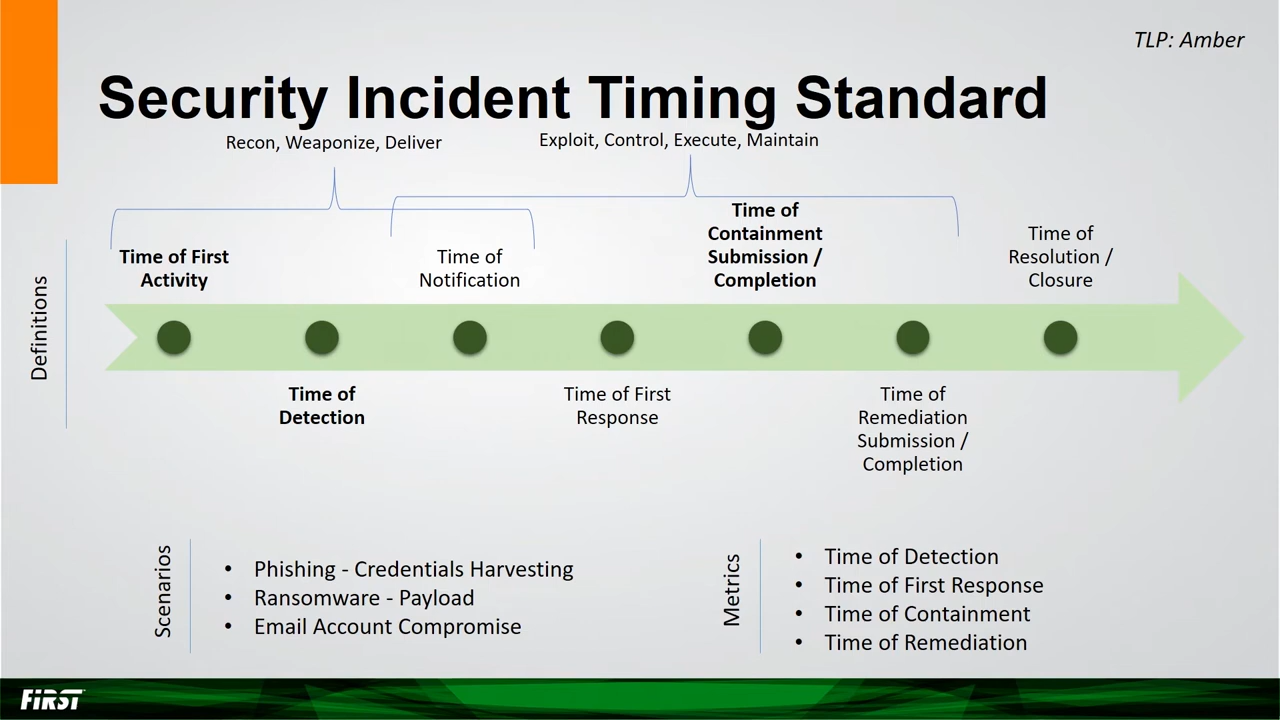 TLP: Amber
Security Incident Timing Standard
Recon, Weaponize, Deliver
Exploit, Control, Execute, Maintain
Definitions
Time of First
Activity
Time of
Detection
Time of
Notification
Time of First
Response
Time of
Containment
Submission /
Completion
Time of
Remediation
Submission /
Completion
Time of
Resolution /
Closure
Scenarios
• Phishing - Credentials Harvesting
• Ransomware - Payload
• Email Account Compromise
Metrics
• Time of Detection
• Time of First Response
• Time of Containment
• Time of Remediation
FiRST